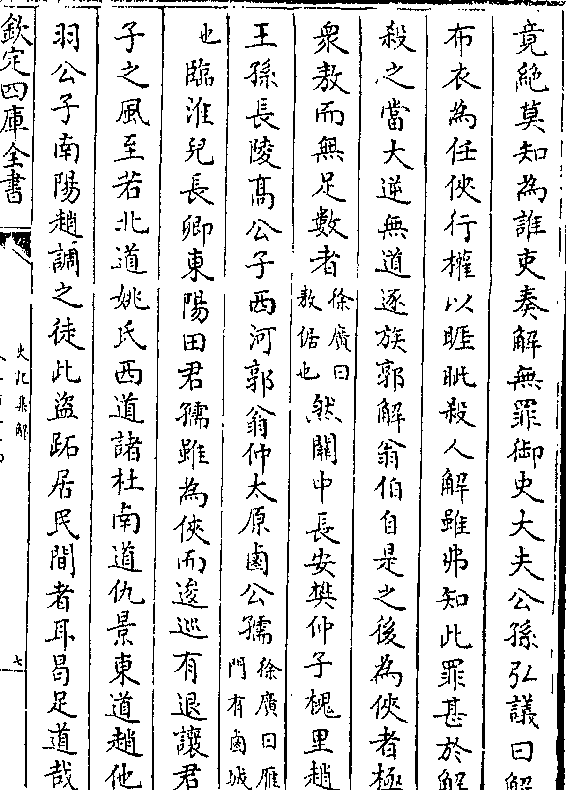 竟絶莫知為誰吏奏解無罪御史大夫公孫弘議曰解
布衣為任俠行權以睚眦殺人解雖弗知此罪甚於解
殺之當大逆無道遂族郭解翁伯自是之後為俠者極
衆敖而無足數者徐廣曰敖倨也然關中長安樊仲子槐里趙
王孫長陵髙公子西河郭翁仲太原鹵公孺徐廣曰雁門有鹵城
也臨淮兒長卿東陽田君孺雖為俠而逡巡有退讓君
子之風至若北道姚氏西道諸杜南道仇景東道趙他
羽公子南陽趙調之徒此盜跖居民間者耳曷足道哉
欽定四庫全書
史記集解
七